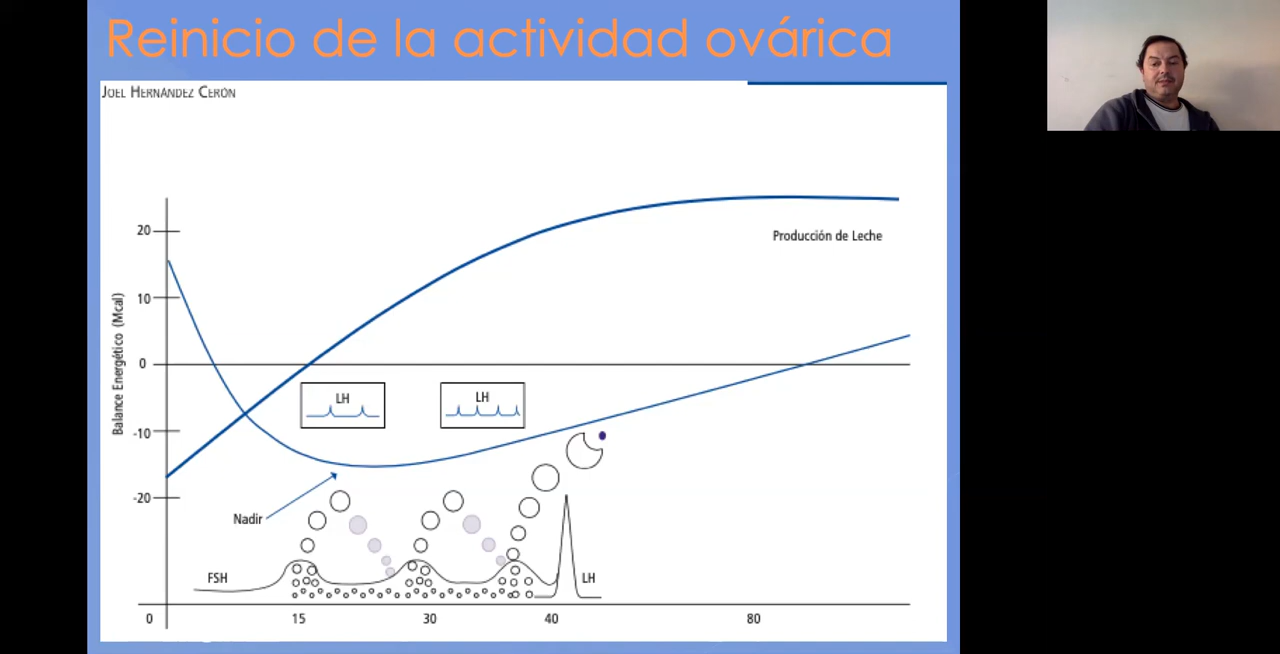 Reinicio de la actividad ovárica
JOEL HERNÁNDEZ CERÓN
20
Producción de Leche
10
Balance Energético (Mcal)
0
LH
LH
-10
-20
Nadir
FSH
LH
0 15 30 40 80